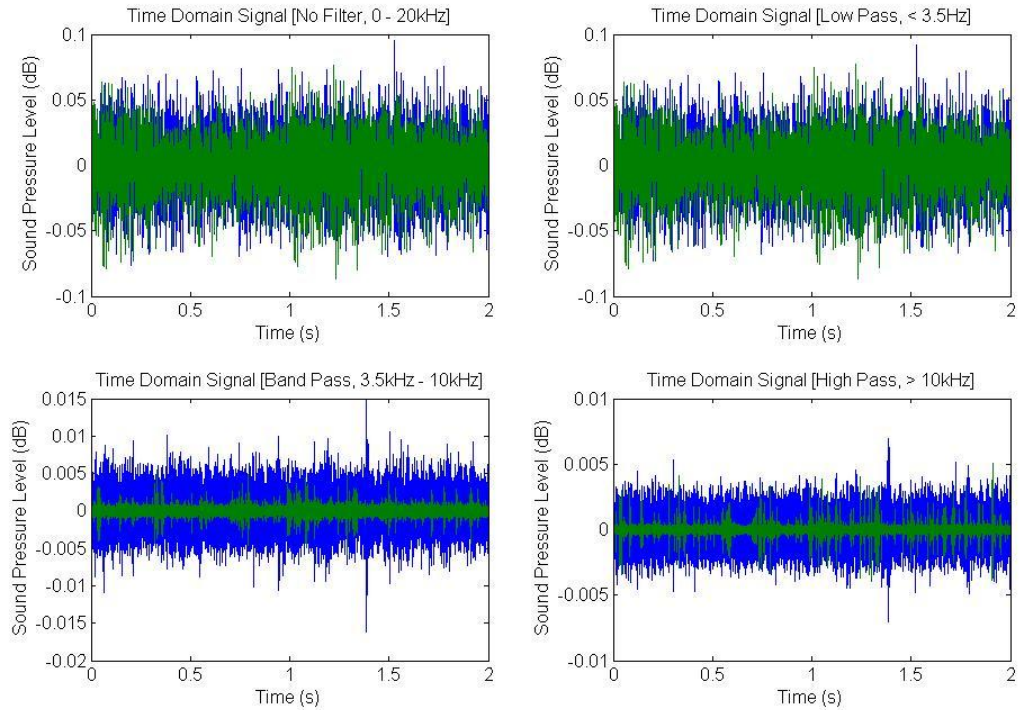 Time Domain Signal [No Filter, 0 - 20kHz]
Sound Pressure Level (dB)
0.1
0.05
0
-0.05
-0.1
0 0.5 1 1.5 2
Time (s)
Time Domain Signal [Low Pass, < 3.5Hz]
Sound Pressure Level (dB)
0.1
0.05
0
-0.05
-0.1
0 0.5 1 1.5 2
Time (s)
Time Domain Signal [Band Pass, 3.5kHz - 10kHz]
Sound Pressure Level (dB)
0.015
0.01
0.005
0
-0.005
-0.01
-0.015
-0.02
0 0.5 1 1.5 2
Time (s)
Time Domain Signal [High Pass, > 10kHz]
Sound Pressure Level (dB)
0.01
0.005
0
-0.005
-0.01
0 0.5 1 1.5 2
Time (s)